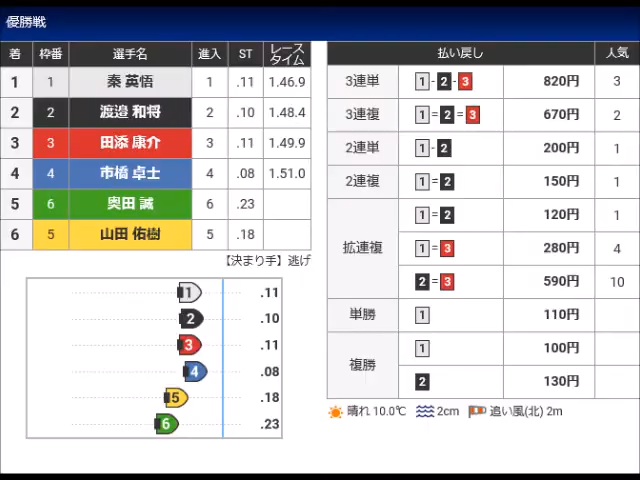 優勝戦
着 枠番 選手名 進入 ST レースタイム
1 1 秦 英悟 1 .11 1.46.9
2 2 渡邉 和将 2 .10 1.48.4
3 3 田添 康介 3 .11 1.49.9
4 4 市橋 卓士 4 .08 1.51.0
5 6 奥田 誠 6 .23
6 5 山田 佑樹 5 .18
【決まり手】逃げ
1 .11
2 .10
3 .11
4 .08
5 .18
6 .23
払い戻し 人気
3連単 1-2-3 820円 3
3連複 1=2=3 670円 2
2連単 1-2 200円 1
2連複 1=2 150円 1
拡連複 1=2 120円 1
1=3 280円 4
2=3 590円 10
単勝 1 110円
複勝 1 100円
2 130円
晴れ 10.0℃ 2cm 追い風(北) 2m